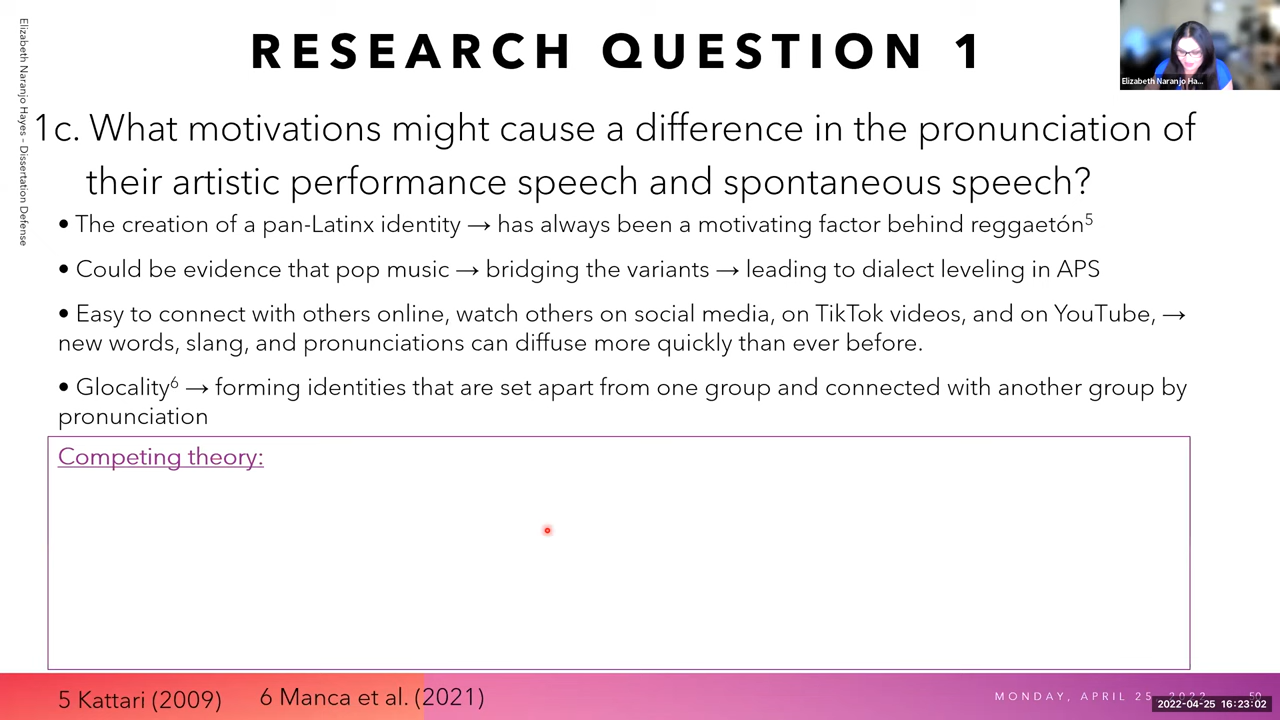 RESEARCH QUESTION 1
Elizabeth Naranjo Ha...
Elizabeth Naranjo Hayes - Dissertation Defense
1c. What motivations might cause a difference in the pronunciation of
their artistic performance speech and spontaneous speech?
• The creation of a pan-Latinx identity → has always been a motivating factor behind reggaetón⁵
• Could be evidence that pop music → bridging the variants → leading to dialect leveling in APS
• Easy to connect with others online, watch others on social media, on TikTok videos, and on YouTube, →
new words, slang, and pronunciations can diffuse more quickly than ever before.
• Glocality⁶ → forming identities that are set apart from one group and connected with another group by
pronunciation
Competing theory:
5 Kattari (2009) 6 Manca et al. (2021)
MONDAY, APRIL 25, 2022
2022-04-25 16:23:02